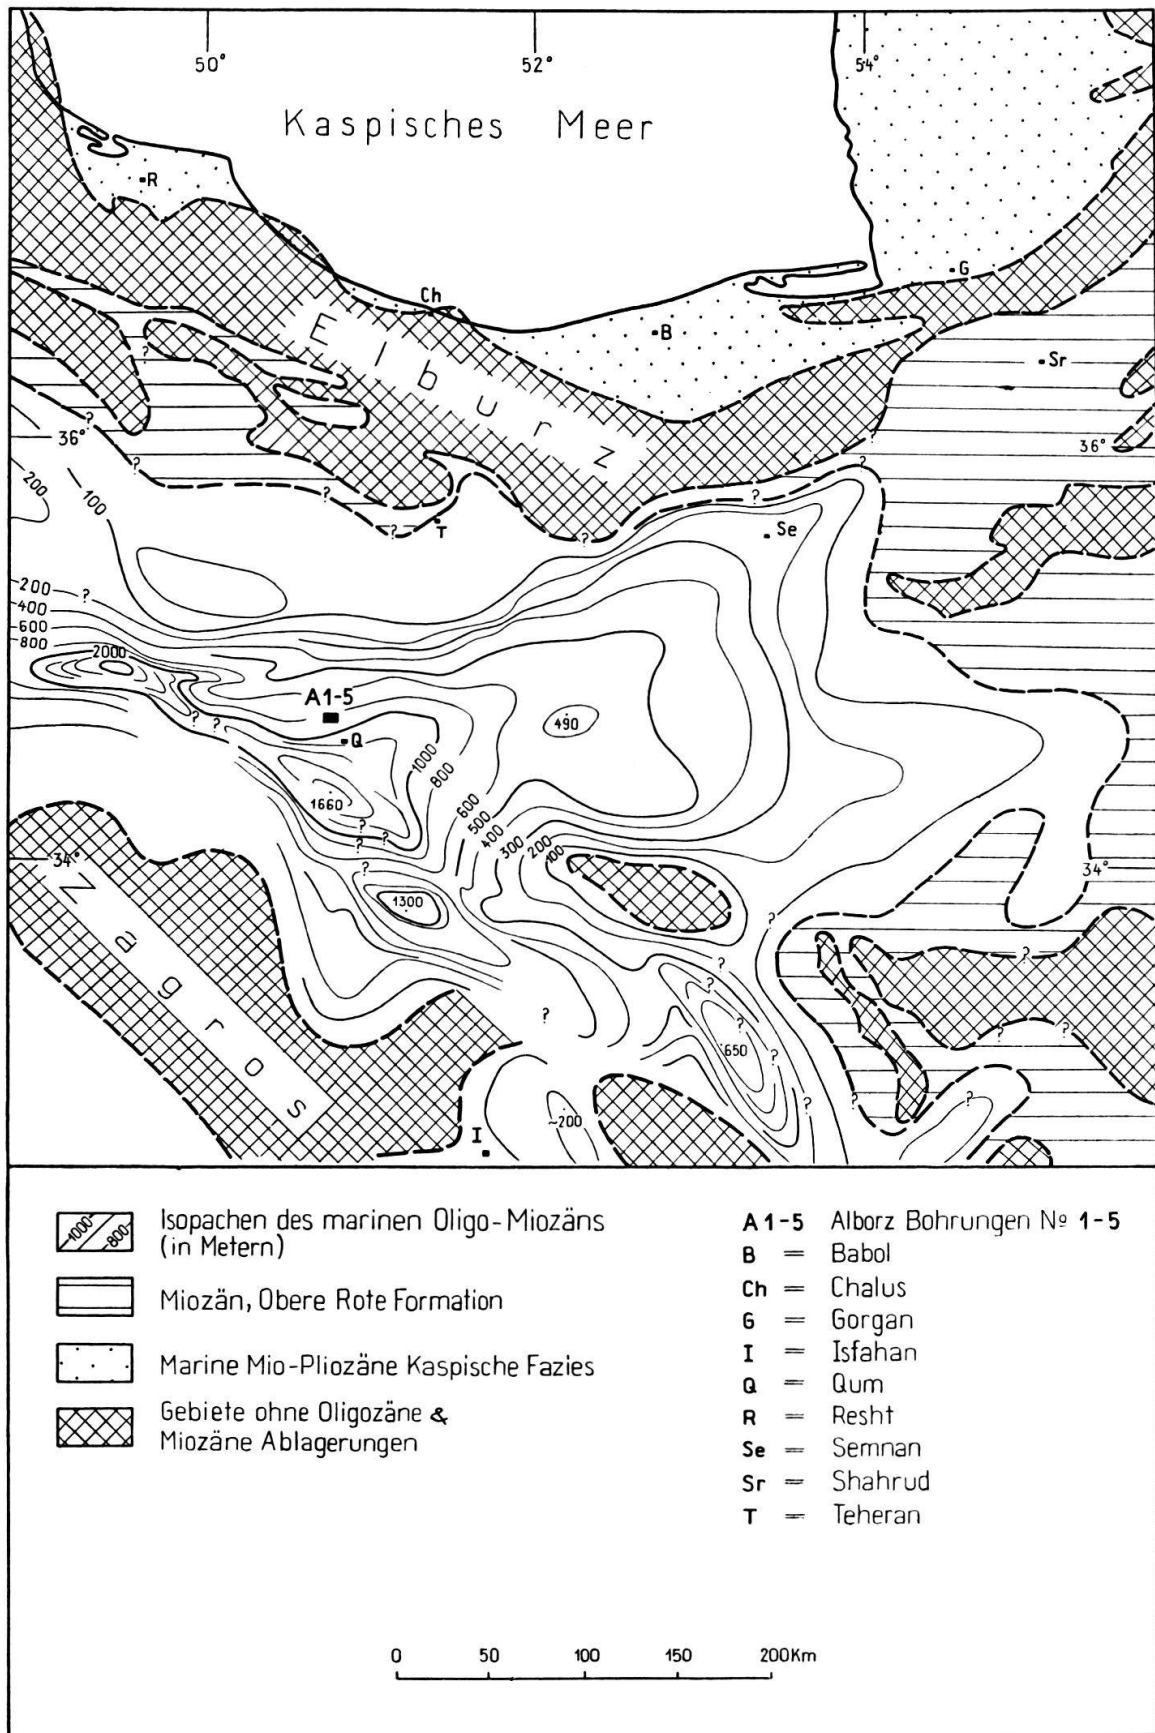 50° 52° 54°
Kaspisches Meer
R
G
Ch
B
Elburz
Sr
?
?
36° 36°
200
100
?
?
?
?
?
T
?
Se
200
?
400
600
800
2000
A1-5
490
? ?
Q
1000
800
1660
600
500
? ?
400
?
300
200
100
34° 34°
?
1300
Zagros
?
?
?
?
?
?
?
?
650
?
? ?
?
~200
I
1000 800 Isopachen des marinen Oligo-Miozäns
(in Metern)
Miozän, Obere Rote Formation
Marine Mio-Pliozäne Kaspische Fazies
Gebiete ohne Oligozäne &
Miozäne Ablagerungen
A1-5 Alborz Bohrungen Nº 1-5
B = Babol
Ch = Chalus
G = Gorgan
I = Isfahan
Q = Qum
R = Resht
Se = Semnan
Sr = Shahrud
T = Teheran
0 50 100 150 200Km